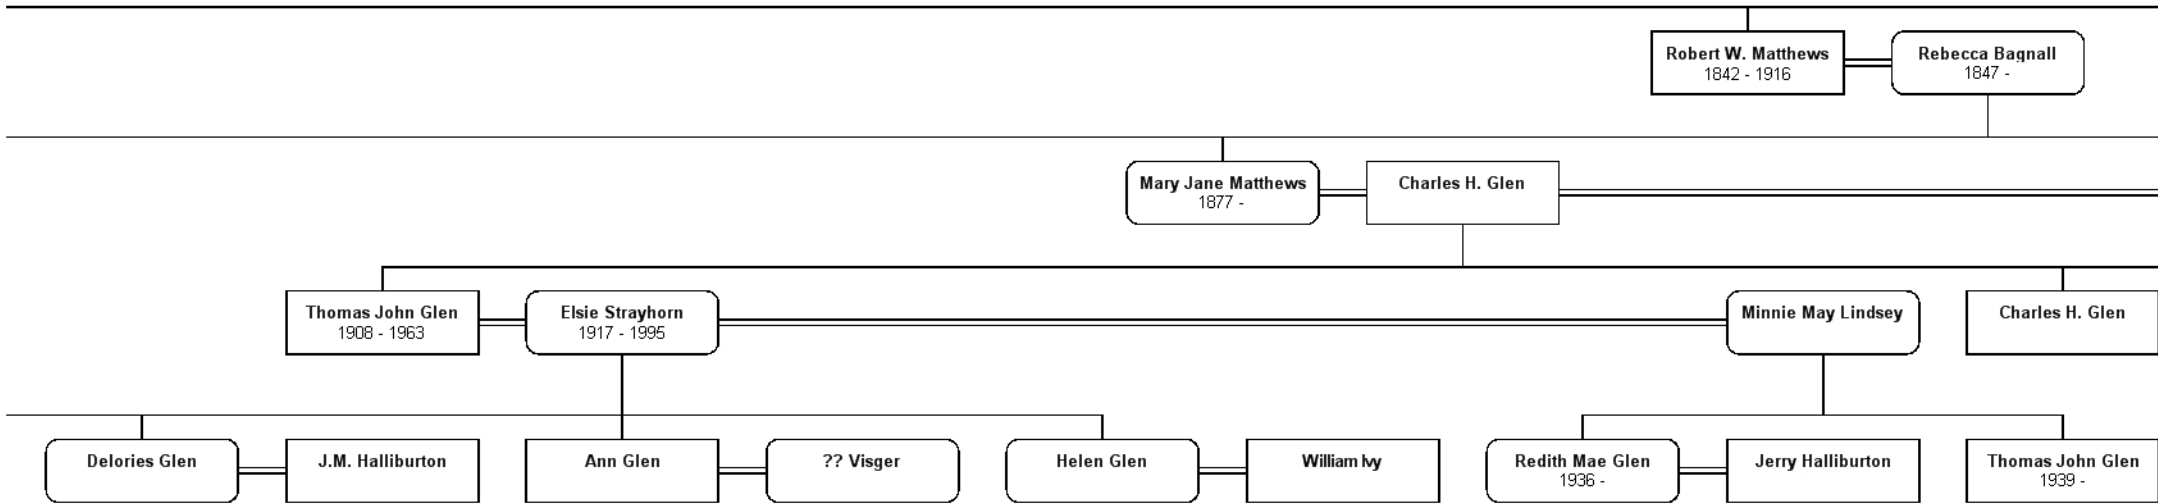 Robert W. Matthews
1842 - 1916
Rebecca Bagnall
1847 -
Mary Jane Matthews
1877 -
Charles H. Glen
Thomas John Glen
1908 - 1963
Elsie Strayhorn
1917 - 1995
Minnie May Lindsey
Charles H. Glen
Delories Glen
J.M. Halliburton
Ann Glen
?? Visger
Helen Glen
William Ivy
Redith Mae Glen
1936 -
Jerry Halliburton
Thomas John Glen
1939 -